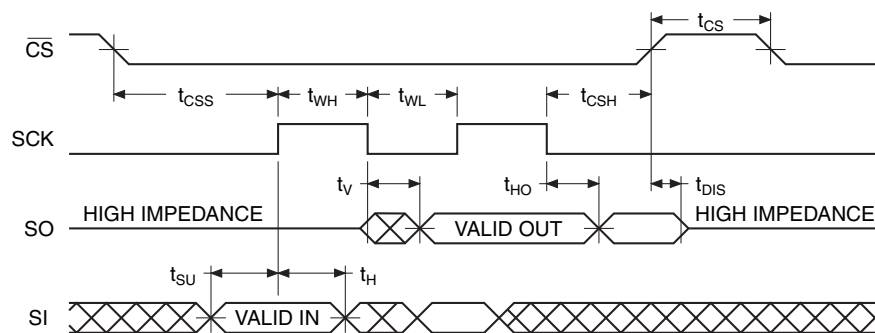 CS
t_CS
t_CSS
t_WH
t_WL
t_CSH
SCK
t_V
t_HO
t_DIS
SO
HIGH IMPEDANCE
VALID OUT
HIGH IMPEDANCE
t_SU
t_H
SI
VALID IN